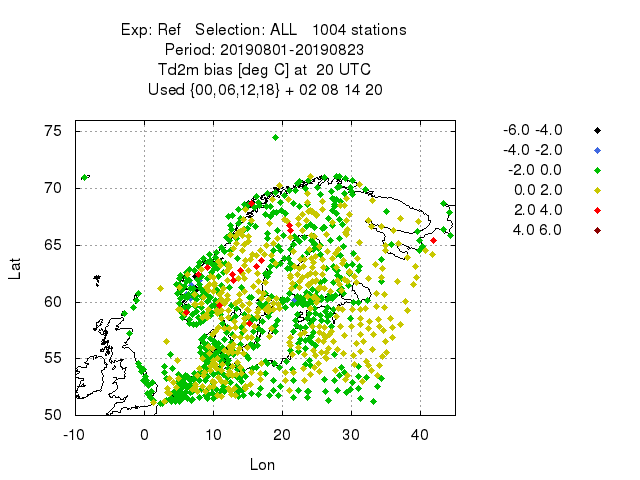 Exp: Ref   Selection: ALL   1004 stations
Period: 20190801-20190823
Td2m bias [deg C] at  20 UTC
Used {00,06,12,18} + 02 08 14 20
75
70
65
60
55
50
Lat
-10 0 10 20 30 40
Lon
-6.0 -4.0
-4.0 -2.0
-2.0 0.0
0.0 2.0
2.0 4.0
4.0 6.0